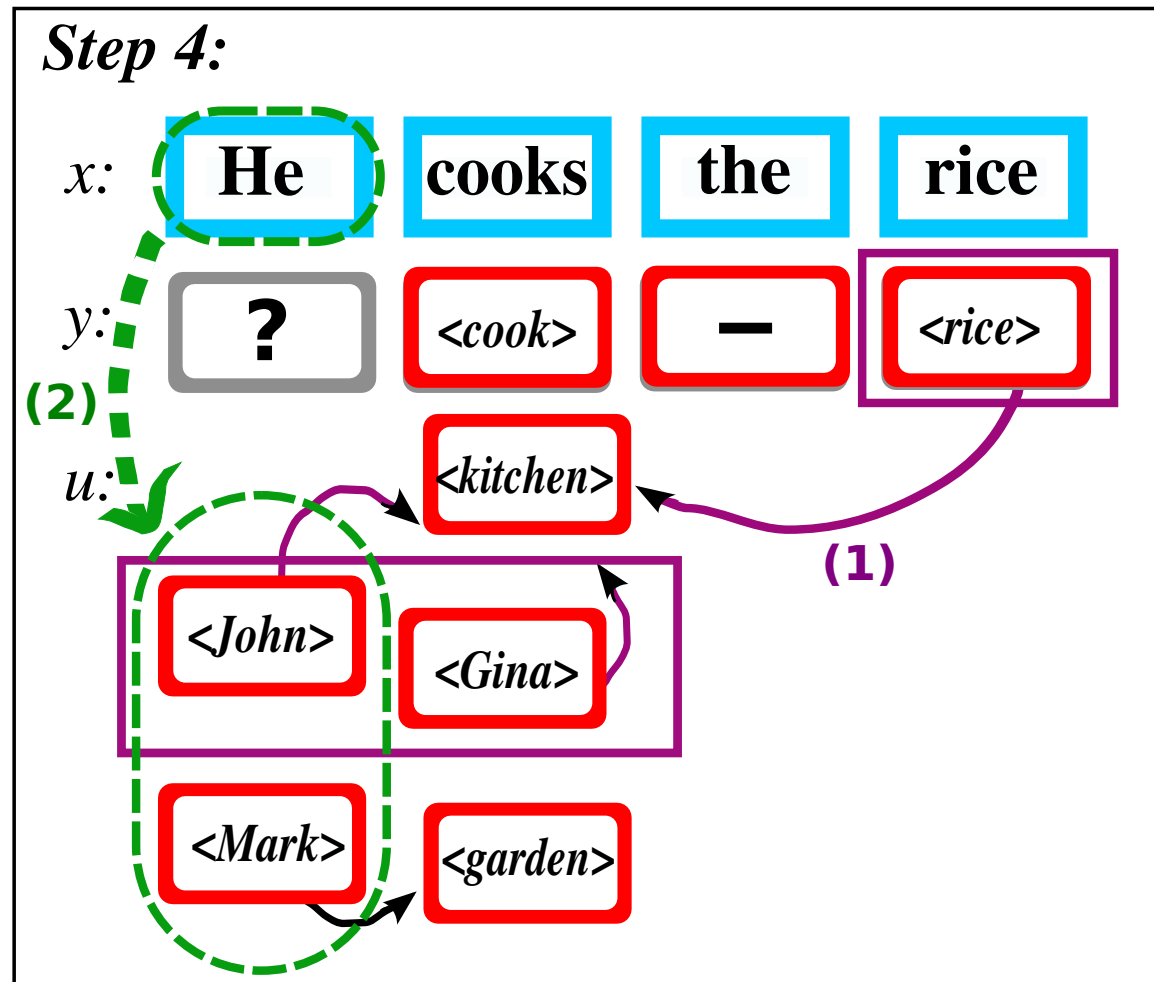 Step 4:
x: He cooks the rice
y: ? <cook> – <rice>
(2)
u: <kitchen>
(1)
<John> <Gina>
<Mark> <garden>